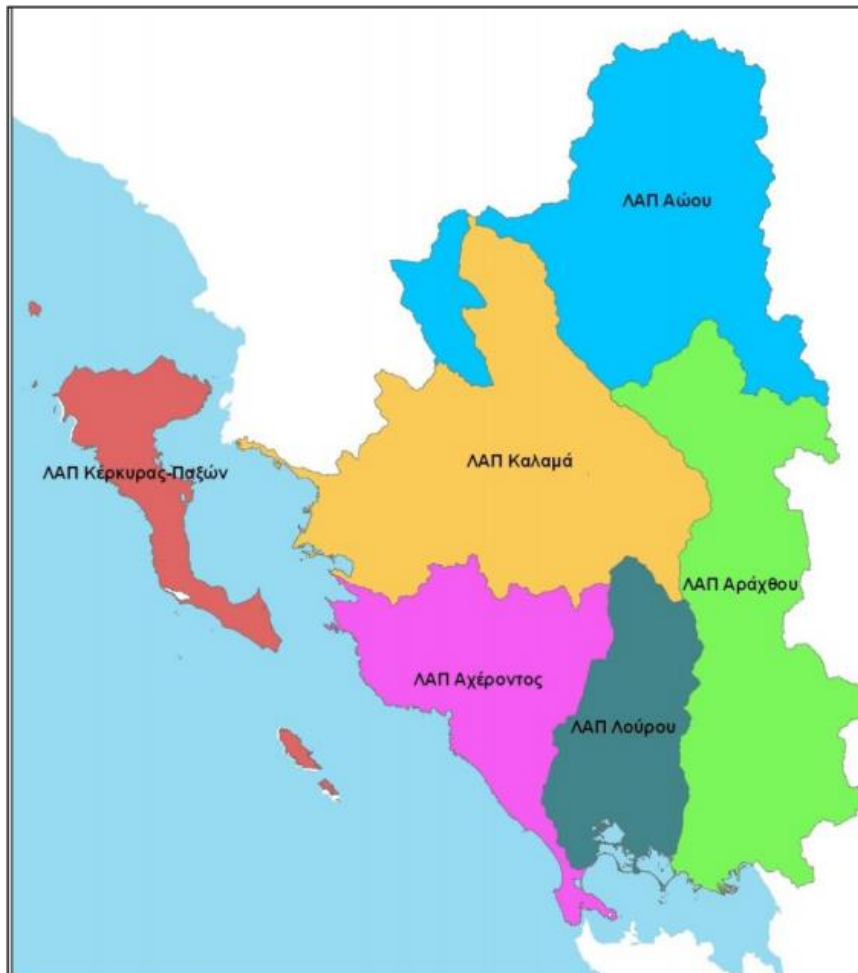 ΛΑΠ Αώου
ΛΑΠ Καλαμά
ΛΑΠ Κέρκυρας-Παξών
ΛΑΠ Αράχθου
ΛΑΠ Αχέροντος
ΛΑΠ Λούρου